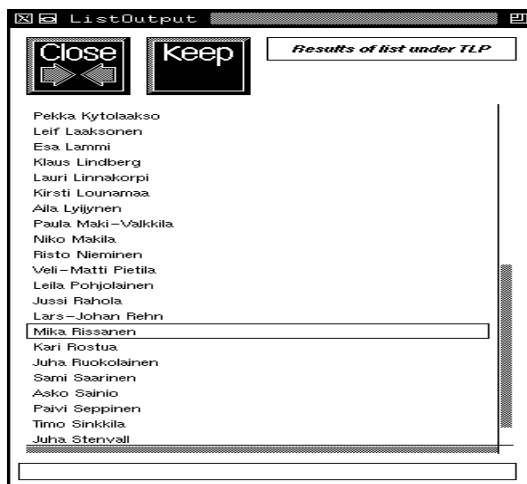 ListOutput
Close
Keep
Results of list under TLP
Pekka Kytolaakso
Leif Laaksonen
Esa Lammi
Klaus Lindberg
Lauri Linnakorpi
Kirsti Lounamaa
Aila Lyijynen
Paula Maki-Valkkila
Niko Makila
Risto Nieminen
Veli-Matti Pietila
Leila Pohjolainen
Jussi Rahola
Lars-Johan Rehn
Mika Rissanen
Kari Rostua
Juha Ruokolainen
Sami Saarinen
Asko Sainio
Paivi Seppinen
Timo Sinkkila
Juha Stenvall